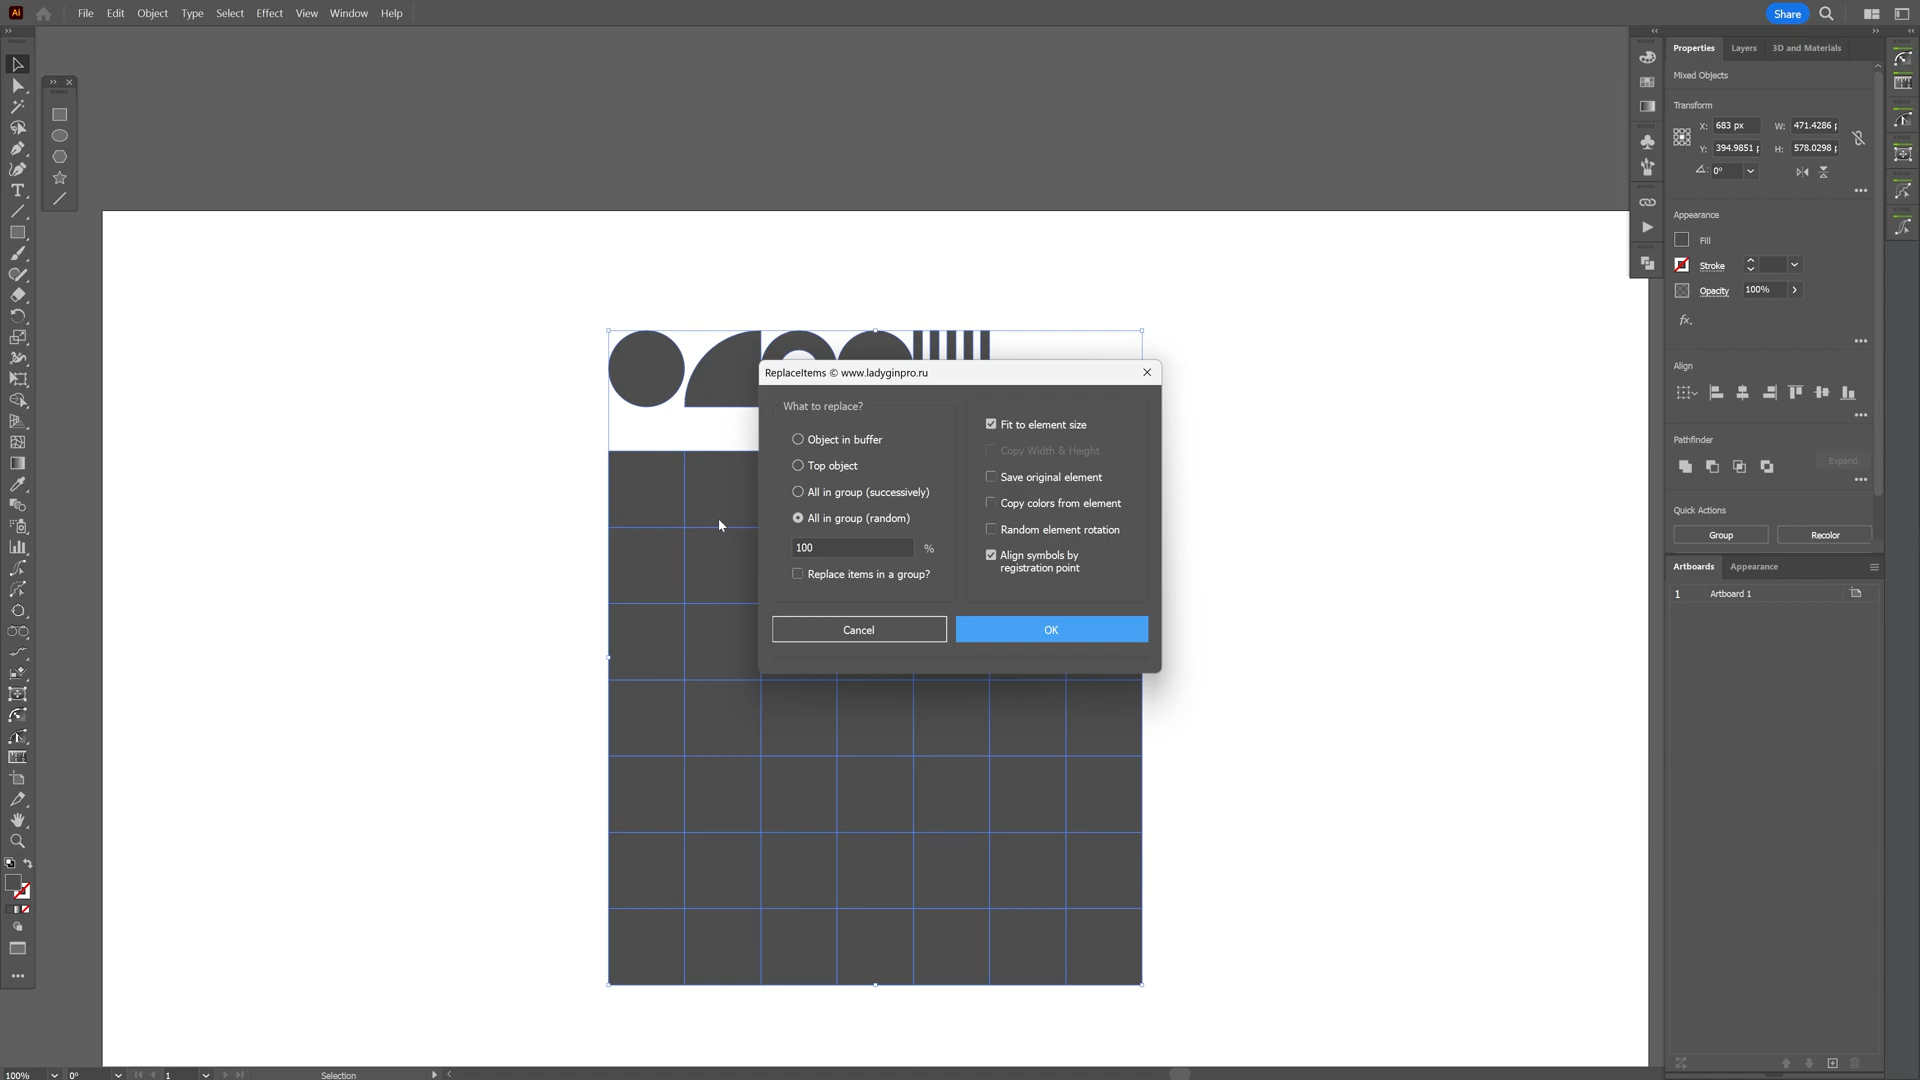 Ai File Edit Object Type Select Effect View Window Help Share
Properties Layers 3D and Materials
Mixed Objects
Transform
X: 683 px W: 471.4286 p
Y: 394.9851 p H: 578.0298 p
0°
Appearance
Fill
Stroke
Opacity 100%
fx.
Align
Pathfinder
Expand
Quick Actions
Group Recolor
Artboards Appearance
1 Artboard 1
ReplaceItems © www.ladyginpro.ru
What to replace?
Object in buffer
Top object
All in group (successively)
All in group (random)
100 %
Replace items in a group?
Fit to element size
Copy Width & Height
Save original element
Copy colors from element
Random element rotation
Align symbols by
registration point
Cancel OK
100% 0° 1 Selection